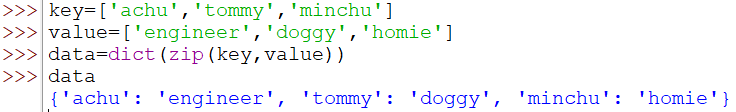 >>> key=['achu','tommy','minchu']
>>> value=['engineer','doggy','homie']
>>> data=dict(zip(key,value))
>>> data
{'achu': 'engineer', 'tommy': 'doggy', 'minchu': 'homie'}